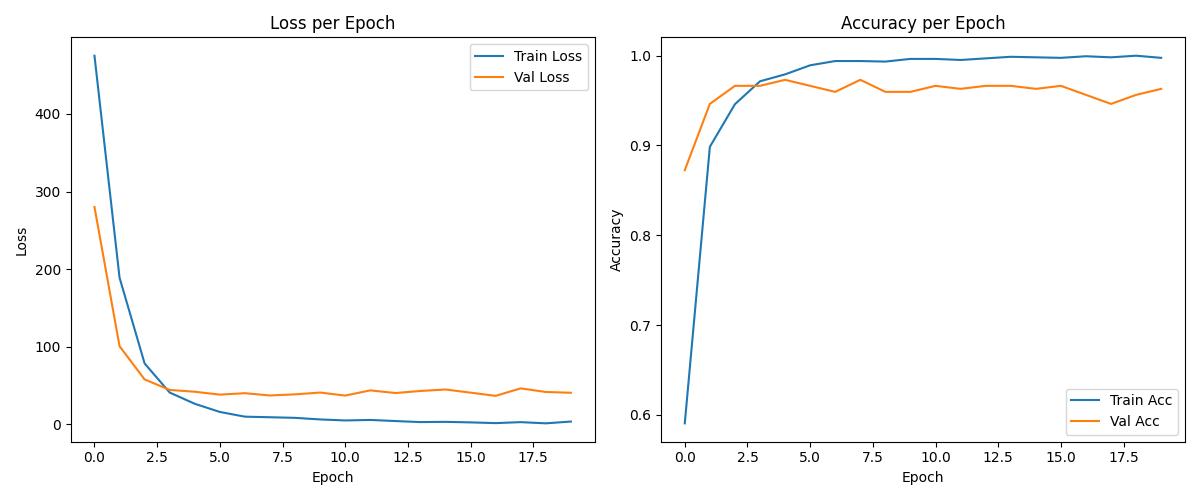 Loss per Epoch
Train Loss
Val Loss
400
300
200
100
0
Loss
0.0 2.5 5.0 7.5 10.0 12.5 15.0 17.5
Epoch
Accuracy per Epoch
1.0
0.9
0.8
0.7
0.6
Accuracy
Train Acc
Val Acc
0.0 2.5 5.0 7.5 10.0 12.5 15.0 17.5
Epoch